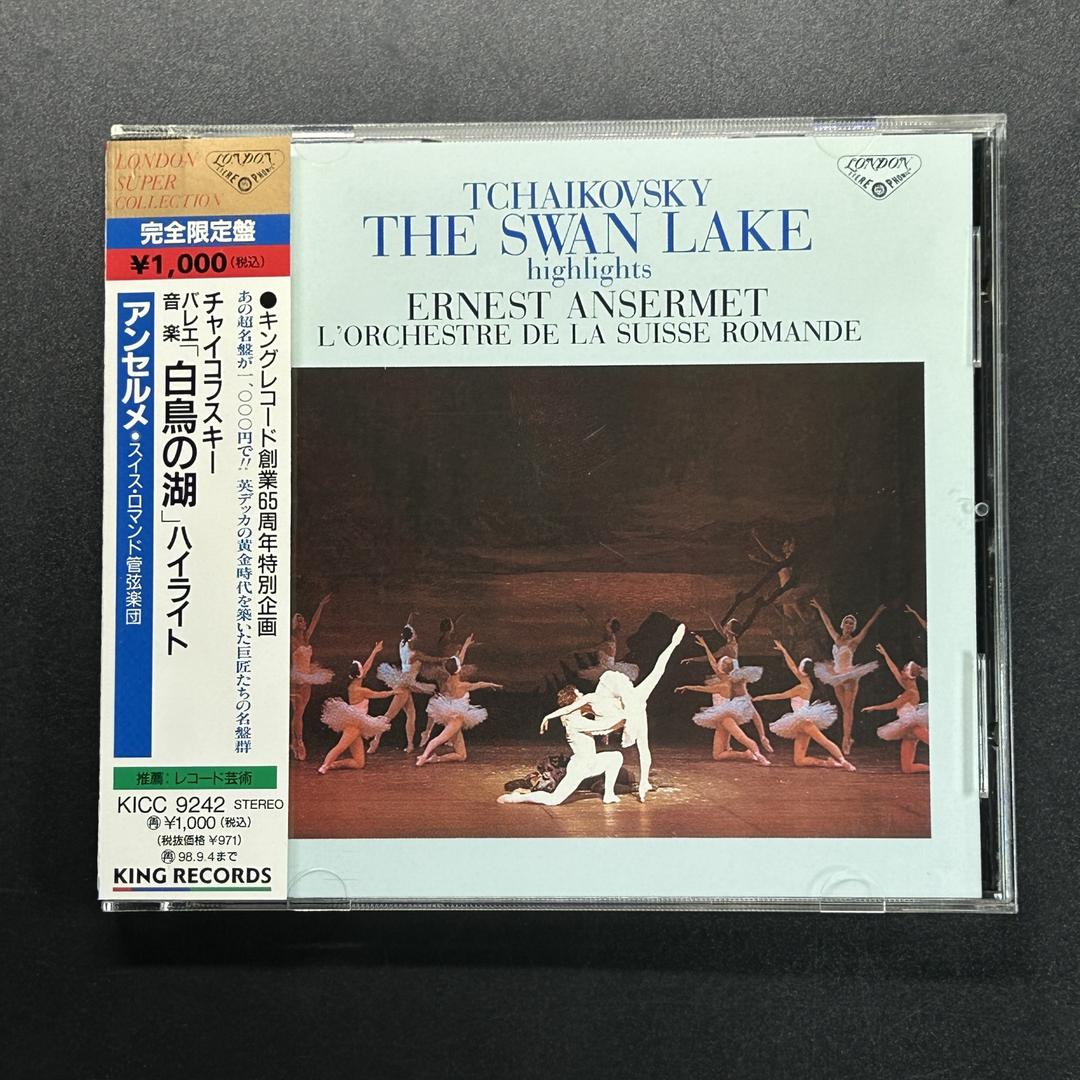 LONDON
SUPER
COLLECTION
LONDON
STEREOPHONIC
完全限定盤
¥1,000(税込)
●キングレコード創業65周年特別企画
あの超名盤が一、〇〇〇円で!! 英デッカの黄金時代を築いた巨匠たちの名盤群
チャイコフスキー
バレエ
音楽
「白鳥の湖」ハイライト
アンセルメ・スイス・ロマンド管弦楽団
推薦:レコード芸術
KICC 9242 STEREO
㊢¥1,000(税込)
(税抜価格 ¥971)
㊢98.9.4まで
KING RECORDS
LONDON
STEREOPHONIC
TCHAIKOVSKY
THE SWAN LAKE
highlights
ERNEST ANSERMET
L'ORCHESTRE DE LA SUISSE ROMANDE